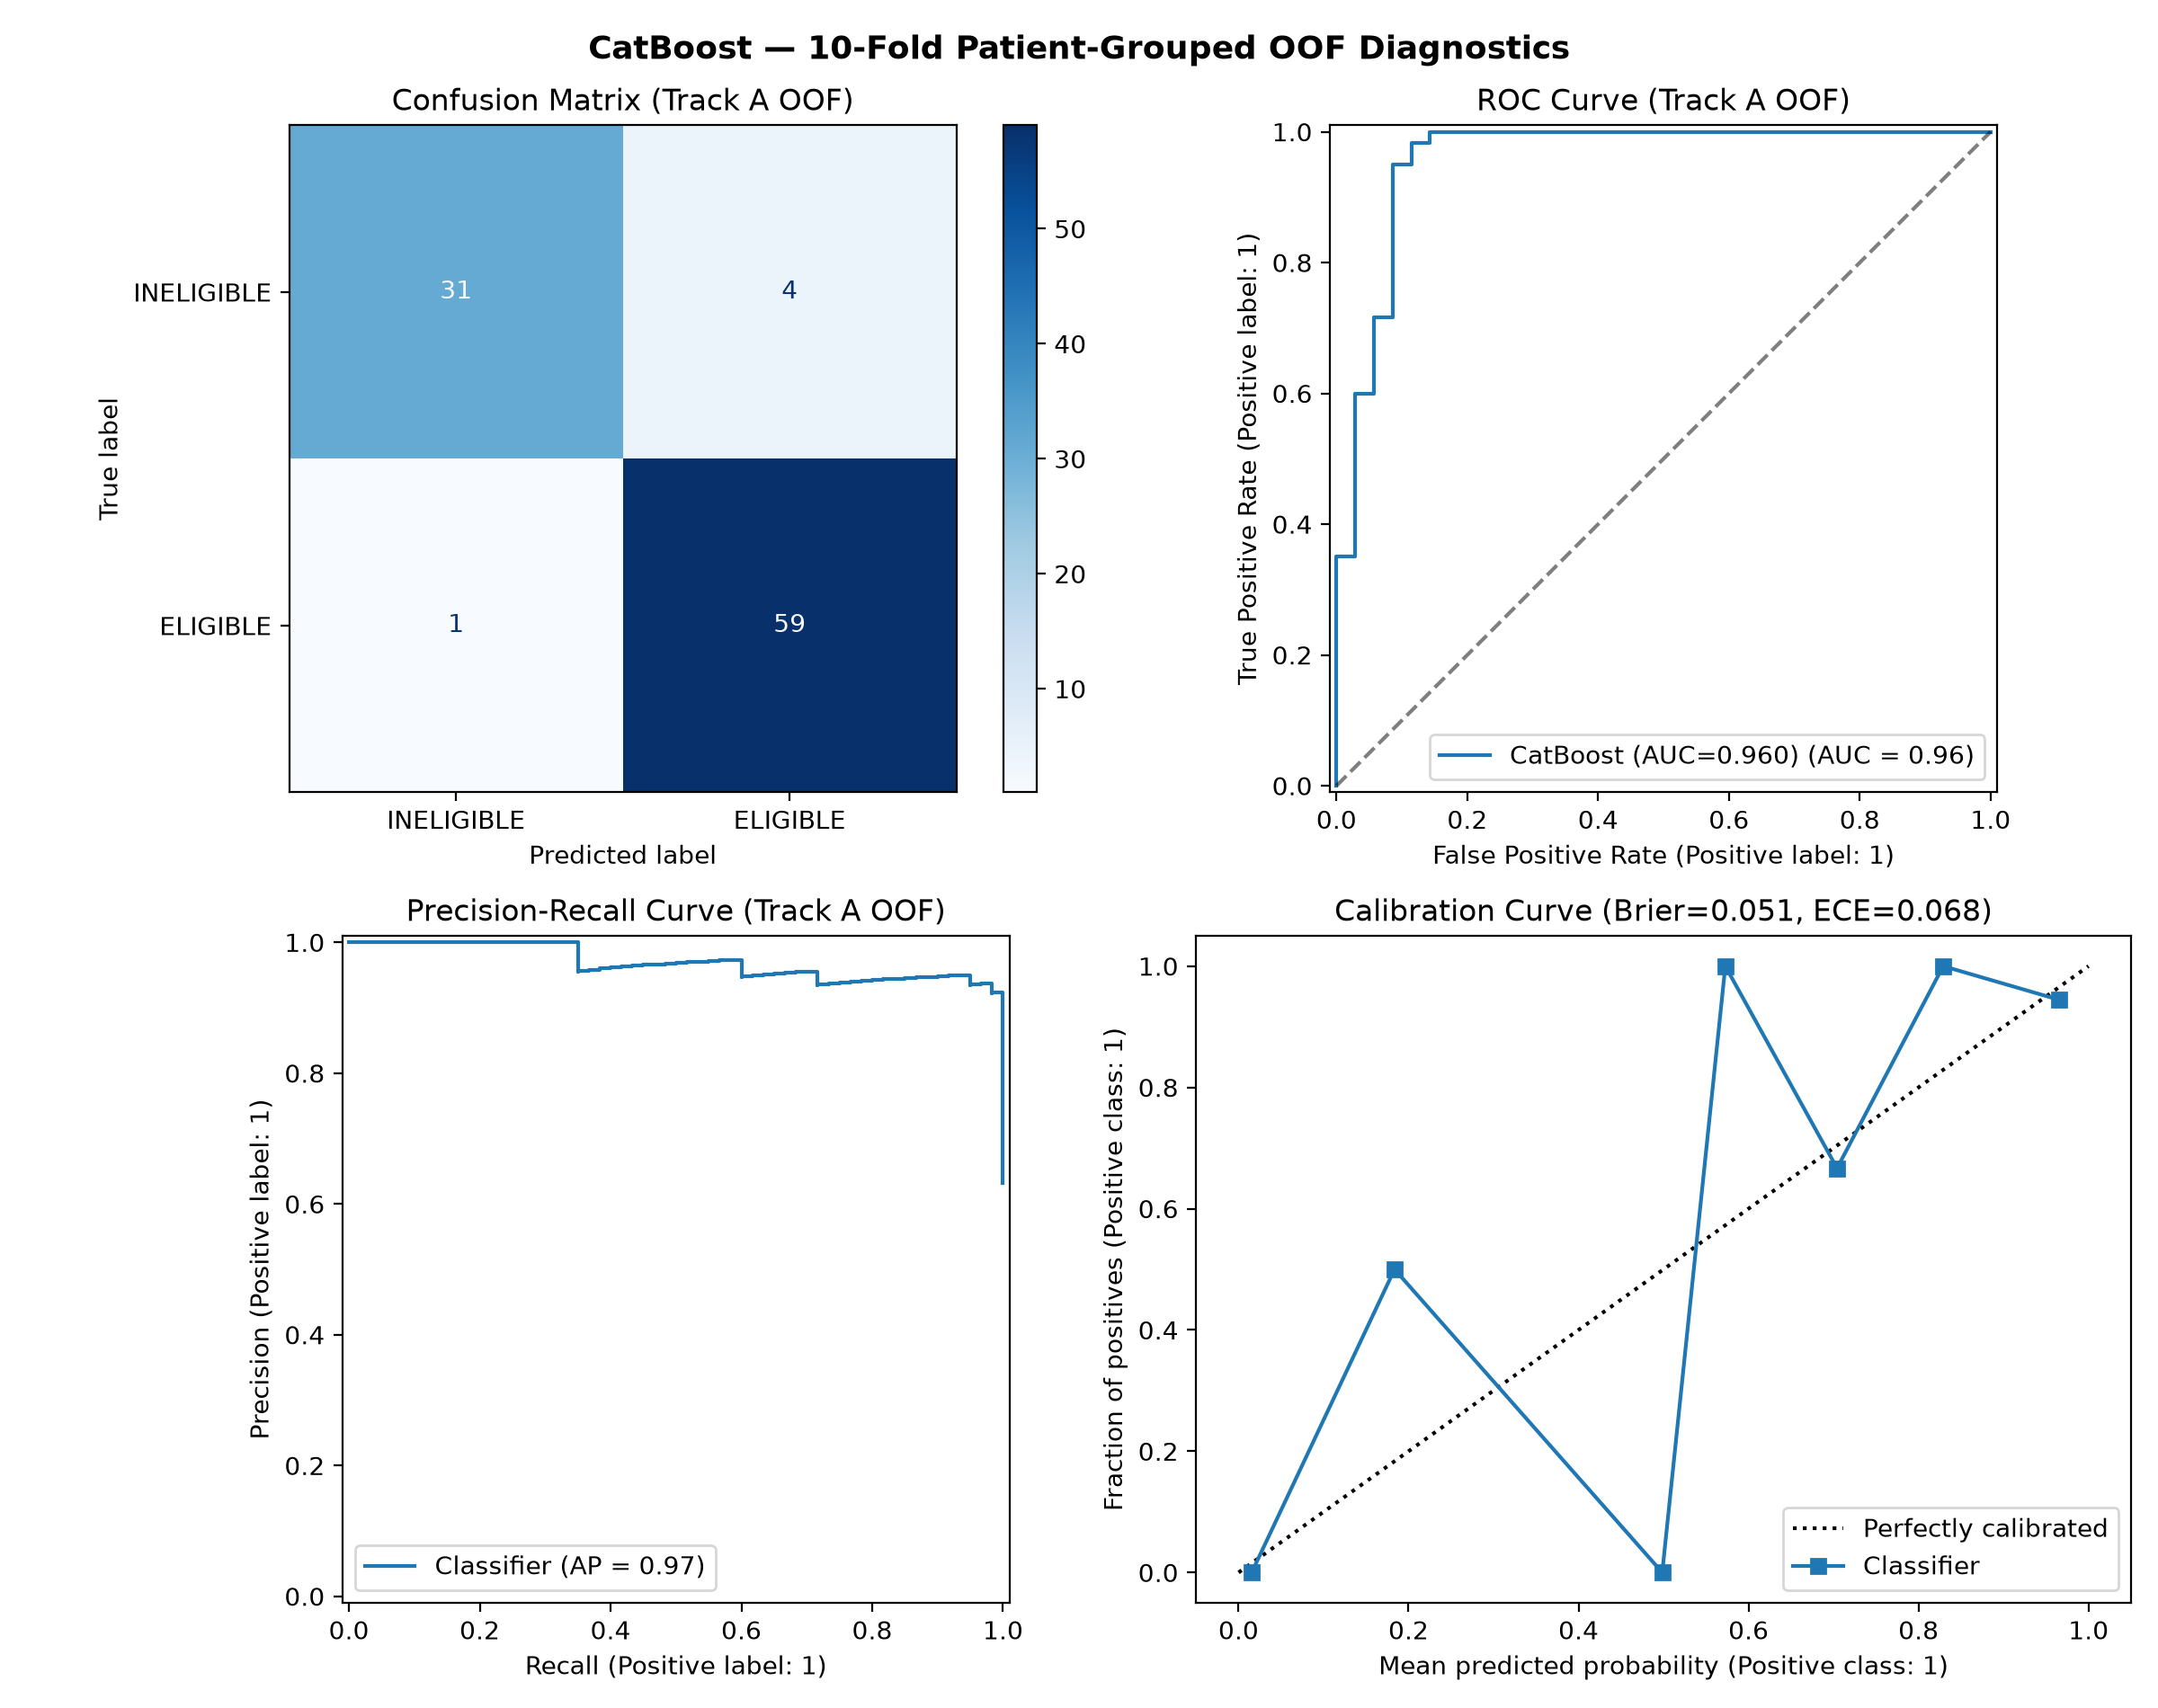 CatBoost — 10-Fold Patient-Grouped OOF Diagnostics
Confusion Matrix (Track A OOF)
True label
INELIGIBLE
ELIGIBLE
31
4
1
59
INELIGIBLE
ELIGIBLE
Predicted label
50
40
30
20
10
ROC Curve (Track A OOF)
True Positive Rate (Positive label: 1)
1.0
0.8
0.6
0.4
0.2
0.0
CatBoost (AUC=0.960) (AUC = 0.96)
0.0
0.2
0.4
0.6
0.8
1.0
False Positive Rate (Positive label: 1)
Precision-Recall Curve (Track A OOF)
Precision (Positive label: 1)
1.0
0.8
0.6
0.4
0.2
0.0
Classifier (AP = 0.97)
0.0
0.2
0.4
0.6
0.8
1.0
Recall (Positive label: 1)
Calibration Curve (Brier=0.051, ECE=0.068)
Fraction of positives (Positive class: 1)
1.0
0.8
0.6
0.4
0.2
0.0
Perfectly calibrated
Classifier
0.0
0.2
0.4
0.6
0.8
1.0
Mean predicted probability (Positive class: 1)